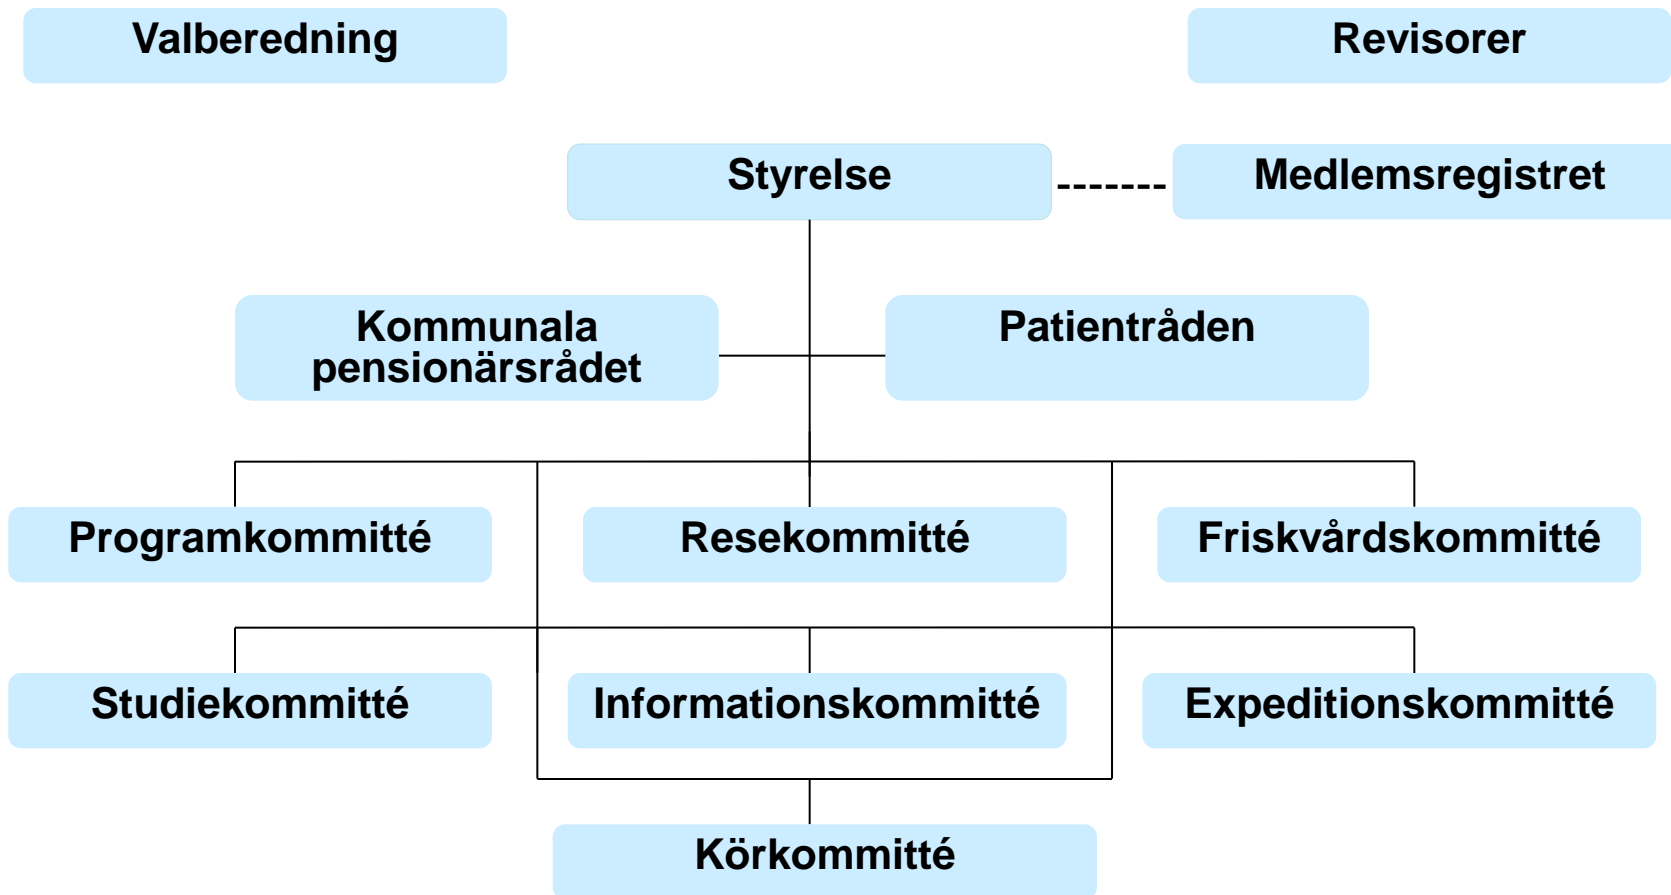 Valberedning
Revisorer
Styrelse
-------
Medlemsregistret
Kommunala
pensionärsrådet
Patientråden
Programkommitté
Resekommitté
Friskvårdskommitté
Studiekommitté
Informationskommitté
Expeditionskommitté
Körkommitté